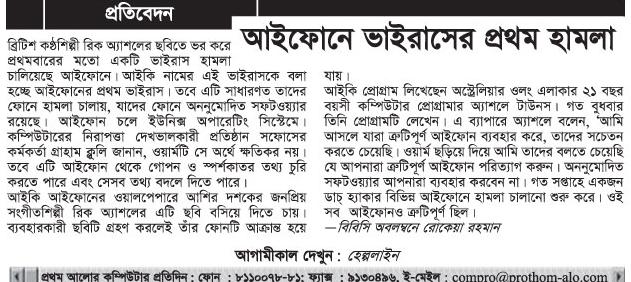 প্রতিবেদন
আইফোনে ভাইরাসের প্রথম হামলা
ব্রিটিশ কণ্ঠশিল্পী রিক অ্যাশলের ছবিতে ভর করে
প্রথমবারের মতো একটি ভাইরাস হামলা
চালিয়েছে আইফোনে। আইকি নামের এই ভাইরাসকে বলা
হচ্ছে আইফোনের প্রথম ভাইরাস। তবে এটি সাধারণত তাদের
ফোনে হামলা চালায়, যাদের ফোনে অননুমোদিত সফটওয়্যার
রয়েছে। আইফোন চলে ইউনিক্স অপারেটিং সিস্টেমে।
কম্পিউটারের নিরাপত্তা দেখভালকারী প্রতিষ্ঠান সফোসের
কর্মকর্তা গ্রাহাম ক্লুলি জানান, ওয়ার্মটি সে অর্থে ক্ষতিকর নয়।
তবে এটি আইফোন থেকে গোপন ও স্পর্শকাতর তথ্য চুরি
করতে পারে এবং সেসব তথ্য বদলে দিতে পারে।
আইকি আইফোনের ওয়ালপেপারে আশির দশকের জনপ্রিয়
সংগীতশিল্পী রিক অ্যাশলের এটি ছবি বসিয়ে দিতে চায়।
ব্যবহারকারী ছবিটি গ্রহণ করলেই তাঁর ফোনটি আক্রান্ত হয়ে
যায়।
আইকি প্রোগ্রাম লিখেছেন অস্ট্রেলিয়ার ওলং এলাকার ২১ বছর
বয়সী কম্পিউটার প্রোগ্রামার অ্যাশলে টাউনস। গত বুধবার
তিনি প্রোগ্রামটি লেখেন। এ ব্যাপারে অ্যাশলে বলেন, ‘আমি
আসলে যারা ত্রুটিপূর্ণ আইফোন ব্যবহার করে, তাদের সচেতন
করতে চেয়েছি। ওয়ার্ম ছড়িয়ে দিয়ে আমি তাদের বলতে চেয়েছি
যে আপনারা ত্রুটিপূর্ণ আইফোন পরিত্যাগ করুন। অননুমোদিত
সফটওয়্যার আপনারা ব্যবহার করবেন না। গত সপ্তাহে একজন
ডাচ্ হ্যাকার বিভিন্ন আইফোনে হামলা চালানো শুরু করে। ওই
সব আইফোনও ত্রুটিপূর্ণ ছিল।
—বিবিসি অবলম্বনে রোকেয়া রহমান
আগামীকাল দেখুন : হেল্পলাইন
প্রথম আলোর কম্পিউটার প্রতিদিন : ফোন : ৮১১০০৭৮-৮১; ফ্যাক্স : ৯১৩০৪৯৬, ই-মেইল : compro@prothom-alo.com